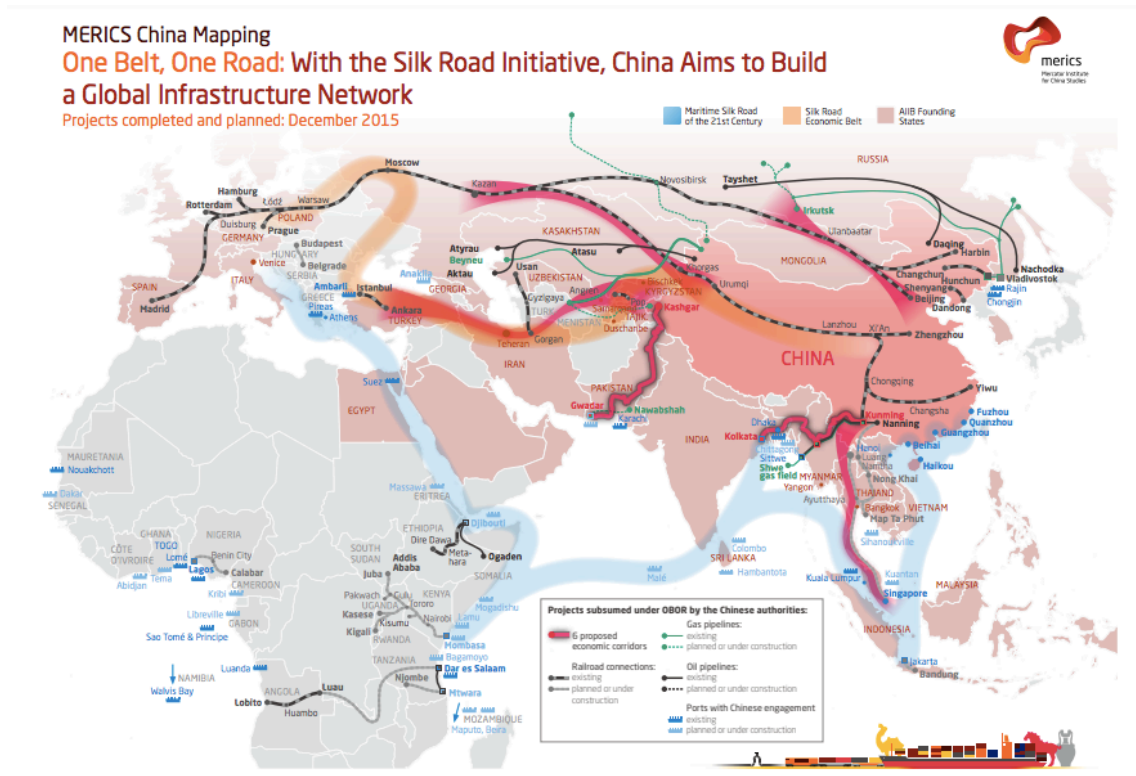 MERICS China Mapping
One Belt, One Road: With the Silk Road Initiative, China Aims to Build
a Global Infrastructure Network
Projects completed and planned: December 2015
merics
Mercator Institute
for China Studies
Maritime Silk Road
of the 21st Century
Silk Road
Economic Belt
AIIB Founding
States
RUSSIA
Moscow
Kazan
Novosibirsk
Tayshet
Hamburg
Rotterdam
Łódź
Warsaw
POLAND
Duisburg
GERMANY
Prague
Irkutsk
Ulanbaatar
KASAKHSTAN
Budapest
HUNGARY
Belgrade
SERBIA
Venice
ITALY
Atyrau
Beyneu
Aktau
Atasu
Usan
UZBEKISTAN
Khorgas
MONGOLIA
Daqing
Harbin
Changchun
Hunchun
Shenyang
Beijing
Dandong
Nachodka
Vladivostok
Rajin
Chongjin
SPAIN
Madrid
Ambarli
Istanbul
GREECE
Pireas
Athens
Anaklia
GEORGIA
Ankara
TURKEY
Angren
Gyzigaya
TURK
MENISTAN
Bishkek
KYRGYZSTAN
Pop
TAJIK.
Duschanbe
Kashgar
Urumqi
Teheran
Gorgan
IRAN
Lanzhou
Xi'An
Zhengzhou
CHINA
Suez
EGYPT
PAKISTAN
Gwadar
Nawabshah
Karachi
Chongqing
Yiwu
Changsha
Kunming
Nanning
Fuzhou
Quanzhou
Guangzhou
INDIA
Dhaka
Kolkata
Chittagong
Sittwe
Shwe
gas field
MYANMAR
Yangon
Hanoi
Luang
Namtha
Nong Khai
Beihai
Haikou
Ayutthaya
THAILAND
Bangkok
VIETNAM
Map Ta Phut
Sihanoukville
MAURETANIA
Nouakchott
Dakar
SENEGAL
Massawa
ERITREA
Djibouti
ETHIOPIA
Dire Dawa
Meta-
hara
Ogaden
Addis
Ababa
SOUTH
SUDAN
Juba
SOMALIA
GHANA
CÔTE
D'IVOIRE
TOGO
Lomé
NIGERIA
Lagos
Benin City
Calabar
CAMEROON
Tema
Abidjan
Kribi
Libreville
GABON
Sao Tomé & Principe
Pakwach
Gulu
KENYA
UGANDA
Tororo
Kasese
Kisumu
Nairobi
Kigali
RWANDA
Mogadishu
Lamu
Mombasa
Bagamoyo
TANZANIA
Dar es Salaam
Njombe
Mtwara
MOZAMBIQUE
Maputo, Beira
Luanda
NAMIBIA
Walvis Bay
ANGOLA
Lobito
Luau
Huambo
Colombo
SRI LANKA
Hambantota
Malé
Kuala Lumpur
Kuantan
Singapore
MALAYSIA
INDONESIA
Jakarta
Bandung
Projects subsumed under OBOR by the Chinese authorities:
6 proposed
economic corridors
Railroad connections:
existing
planned or under
construction
Gas pipelines:
existing
planned or under construction
Oil pipelines:
existing
planned or under construction
Ports with Chinese engagement
existing
planned or under construction